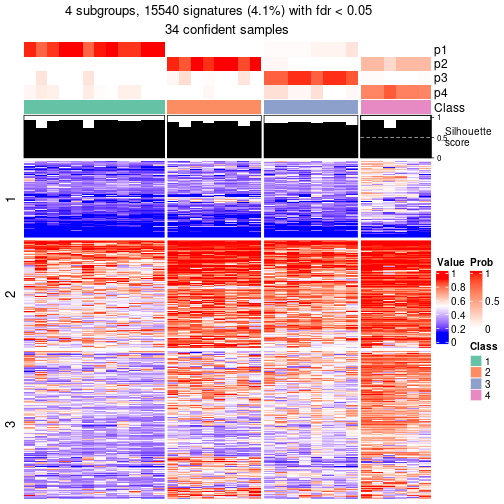 4 subgroups, 15540 signatures (4.1%) with fdr < 0.05
34 confident samples
p1
p2
p3
p4
Class
1
0.5
0
Silhouette
score
1
2
3
Value
1
0.8
0.6
0.4
0.2
0
Prob
1
0.5
0
Class
1
2
3
4